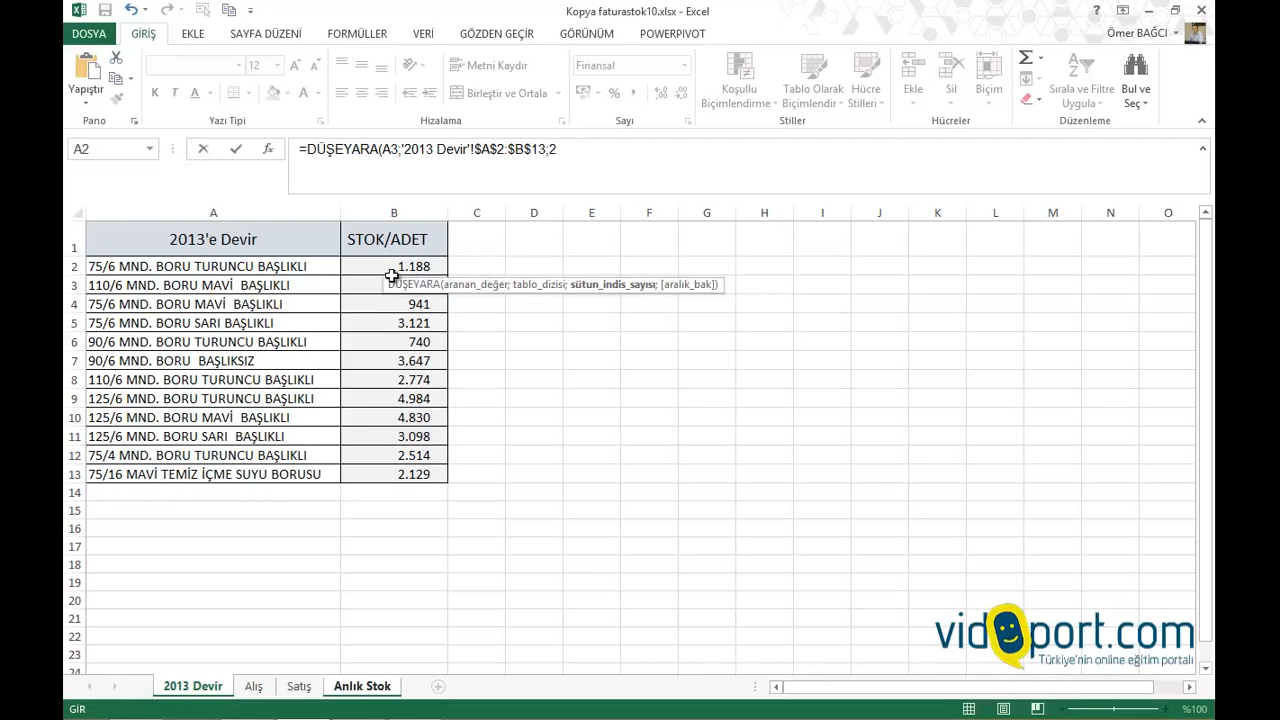 Kopya faturastok10.xlsx - Excel
DOSYA GİRİŞ EKLE SAYFA DÜZENİ FORMÜLLER VERİ GÖZDEN GEÇİR GÖRÜNÜM POWERPIVOT Ömer BAĞCI
12 Metni Kaydır Finansal
Yapıştır K T A Birleştir ve Ortala % Koşullu Biçimlendirme Tablo Olarak Biçimlendir Hücre Stilleri Ekle Sil Biçim Sırala ve Filtre Uygula Bul ve Seç
Pano Yazı Tipi Hizalama Sayı Stiller Hücreler Düzenleme
A2 =DÜŞEYARA(A3;'2013 Devir'!$A$2:$B$13;2
A B C D E F G H I J K L M N O
1 2013'e Devir STOK/ADET
2 75/6 MND. BORU TURUNCU BAŞLIKLI 1.188
3 110/6 MND. BORU MAVİ  BAŞLIKLI DÜŞEYARA(aranan_değer; tablo_dizisi; sütun_indis_sayısı; [aralık_bak])
4 75/6 MND. BORU MAVİ  BAŞLIKLI 941
5 75/6 MND. BORU SARI BAŞLIKLI 3.121
6 90/6 MND. BORU TURUNCU BAŞLIKLI 740
7 90/6 MND. BORU  BAŞLIKSIZ 3.647
8 110/6 MND. BORU TURUNCU BAŞLIKLI 2.774
9 125/6 MND. BORU TURUNCU BAŞLIKLI 4.984
10 125/6 MND. BORU MAVİ  BAŞLIKLI 4.830
11 125/6 MND. BORU SARI  BAŞLIKLI 3.098
12 75/4 MND. BORU TURUNCU BAŞLIKLI 2.514
13 75/16 MAVİ TEMİZ İÇME SUYU BORUSU 2.129
14
15
16
17
18
19
20
21
22
23
24
vidoport.com
Türkiye'nin online eğitim portalı
2013 Devir Alış Satış Anlık Stok
GİR %100